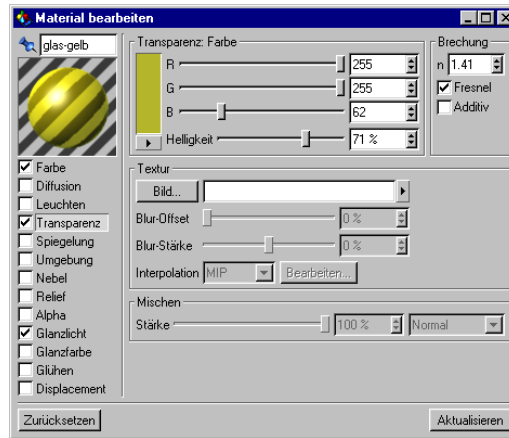 Material bearbeiten
glas-gelb
Transparenz: Farbe
R 255
G 255
B 62
Helligkeit 71 %
Brechung
n 1.41
Fresnel
Additiv
Farbe
Diffusion
Leuchten
Transparenz
Spiegelung
Umgebung
Nebel
Relief
Alpha
Glanzlicht
Glanzfarbe
Glühen
Displacement
Textur
Bild...
Blur-Offset 0 %
Blur-Stärke 0 %
Interpolation MIP Bearbeiten...
Mischen
Stärke 100 % Normal
Zurücksetzen
Aktualisieren